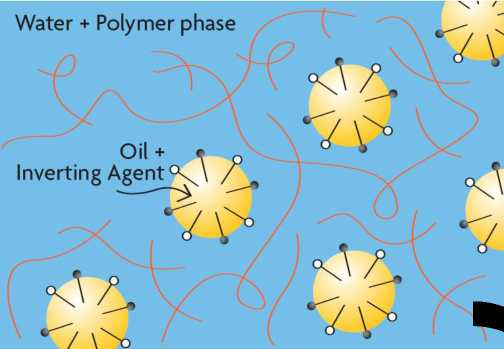 Water + Polymer phase
Oil +
Inverting Agent